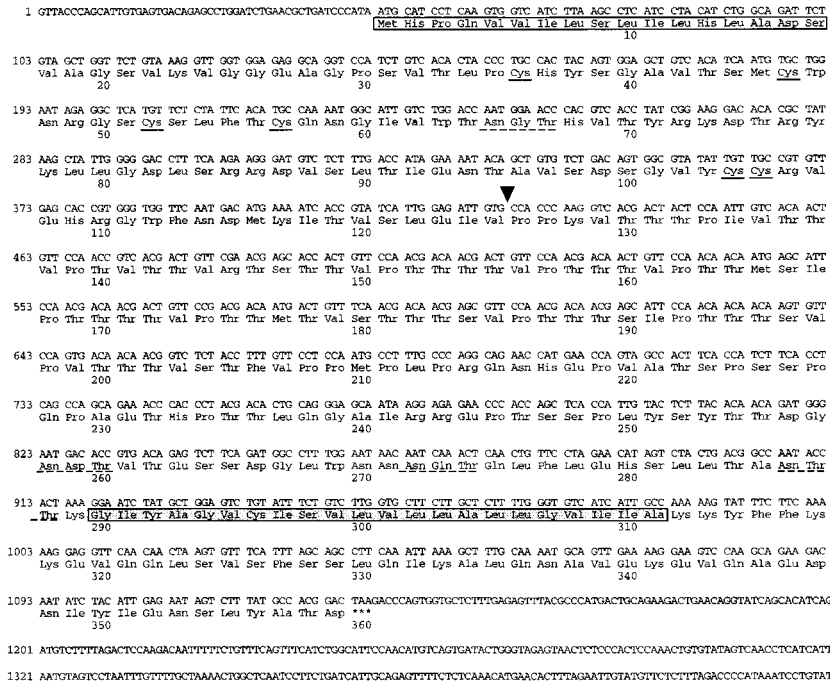 1 GTTACCCAGCATTGTGAGTGACAGAGCCTGGATCTGAACGCTGATCCCATA ATG CAT CCT CAA GTG GTC ATC TTA AGC CTC ATC CTA CAT CTG GCA GAT TCT
Met His Pro Gln Val Val Ile Leu Ser Leu Ile Leu His Leu Ala Asp Ser
10
103 GTA GCT GGT TCT GTA AAG GTT GGT GGA GAG GCA GGT CCA TCT GTC ACA CTA CCC TGC CAC TAC AGT GGA GCT GTC ACA TCA ATG TGC TGG
Val Ala Gly Ser Val Lys Val Gly Gly Glu Ala Gly Pro Ser Val Thr Leu Pro Cys His Tyr Ser Gly Ala Val Thr Ser Met Cys Trp
20 30 40
193 AAT AGA GGC TCA TGT TCT CTA TTC ACA TGC CAA AAT GGC ATT GTC TGG ACC AAT GGA ACC CAC GTC ACC TAT CGG AAG GAC ACA CGC TAT
Asn Arg Gly Ser Cys Ser Leu Phe Thr Cys Gln Asn Gly Ile Val Trp Thr Asn Gly Thr His Val Thr Tyr Arg Lys Asp Thr Arg Tyr
50 60 70
283 AAG CTA TTG GGG GAC CTT TCA AGA AGG GAT GTC TCT TTG ACC ATA GAA AAT ACA GCT GTG TCT GAC AGT GGC GTA TAT TGT TGC CGT GTT
Lys Leu Leu Gly Asp Leu Ser Arg Arg Asp Val Ser Leu Thr Ile Glu Asn Thr Ala Val Ser Asp Ser Gly Val Tyr Cys Cys Arg Val
80 90 100
373 GAG CAC CGT GGG TGG TTC AAT GAC ATG AAA ATC ACC GTA TCA TTG GAG ATT GTG CCA CCC AAG GTC ACG ACT ACT CCA ATT GTC ACA ACT
Glu His Arg Gly Trp Phe Asn Asp Met Lys Ile Thr Val Ser Leu Glu Ile Val Pro Pro Lys Val Thr Thr Thr Pro Ile Val Thr Thr
110 120 130
463 GTT CCA ACC GTC ACG ACT GTT CGA ACG AGC ACC ACT GTT CCA ACG ACA ACG ACT GTT CCA ACG ACA ACT GTT CCA ACA ACA ATG AGC ATT
Val Pro Thr Val Thr Thr Val Arg Thr Ser Thr Thr Val Pro Thr Thr Thr Thr Val Pro Thr Thr Thr Val Pro Thr Thr Met Ser Ile
140 150 160
553 CCA ACG ACA ACG ACT GTT CCG ACG ACA ATG ACT GTT TCA ACG ACA ACG AGC GTT CCA ACG ACA ACG AGC ATT CCA ACA ACA ACA AGT GTT
Pro Thr Thr Thr Thr Val Pro Thr Thr Met Thr Val Ser Thr Thr Thr Ser Val Pro Thr Thr Thr Ser Ile Pro Thr Thr Thr Ser Val
170 180 190
643 CCA GTG ACA ACA ACG GTC TCT ACC TTT GTT CCT CCA ATG CCT TTG CCC AGG CAG AAC CAT GAA CCA GTA GCC ACT TCA CCA TCT TCA CCT
Pro Val Thr Thr Thr Val Ser Thr Phe Val Pro Pro Met Pro Leu Pro Arg Gln Asn His Glu Pro Val Ala Thr Ser Pro Ser Ser Pro
200 210 220
733 CAG CCA GCA GAA ACC CAC CCT ACG ACA CTG CAG GGA GCA ATA AGG AGA GAA CCC ACC AGC TCA CCA TTG TAC TCT TAC ACA ACA GAT GGG
Gln Pro Ala Glu Thr His Pro Thr Thr Leu Gln Gly Ala Ile Arg Arg Glu Pro Thr Ser Ser Pro Leu Tyr Ser Tyr Thr Thr Asp Gly
230 240 250
823 AAT GAC ACC GTG ACA GAG TCT TCA GAT GGC CTT TGG AAT AAC AAT CAA ACT CAA CTG TTC CTA GAA CAT AGT CTA CTG ACG GCC AAT ACC
Asn Asp Thr Val Thr Glu Ser Ser Asp Gly Leu Trp Asn Asn Asn Gln Thr Gln Leu Phe Leu Glu His Ser Leu Leu Thr Ala Asn Thr
260 270 280
913 ACT AAA GGA ATC TAT GCT GGA GTC TGT ATT TCT GTC TTG GTG CTT CTT GCT CTT TTG GGT GTC ATC ATT GCC AAA AAG TAT TTC TTC AAA
Thr Lys Gly Ile Tyr Ala Gly Val Cys Ile Ser Val Leu Val Leu Leu Ala Leu Leu Gly Val Ile Ile Ala Lys Lys Tyr Phe Phe Lys
290 300 310
1003 AAG GAG GTT CAA CAA CTA AGT GTT TCA TTT AGC AGC CTT CAA ATT AAA GCT TTG CAA AAT GCA GTT GAA AAG GAA GTC CAA GCA GAA GAC
Lys Glu Val Gln Gln Leu Ser Val Ser Phe Ser Ser Leu Gln Ile Lys Ala Leu Gln Asn Ala Val Glu Lys Glu Val Gln Ala Glu Asp
320 330 340
1093 AAT ATC TAC ATT GAG AAT AGT CTT TAT GCC ACG GAC TAAGACCCAGTGGTGCTCTTTGAGAGTTTACGCCCATGACTGCAGAAGACTGAACAGGTATCAGCACATCAG
Asn Ile Tyr Ile Glu Asn Ser Leu Tyr Ala Thr Asp ***
350 360
1201 ATGTCTTTTAGACTCCAAGACAATTTTTCTGTTTCAGTTTCATCTGGCATTCCAACATGTCAGTGATACTGGGTAGAGTAACTCTCCCACTCCAAACTGTGTATAGTCAACCTCATCATT
1321 AATGTAGTCCTAATTTGTTTTGCTAAAACTGGCTCAATCCTTCTGATCATTGCAGAGTTTTCTCTCAAACATGAACACTTTAGAATTGTATGTTCTCTTTAGACCCCATAAATCCTGTAT